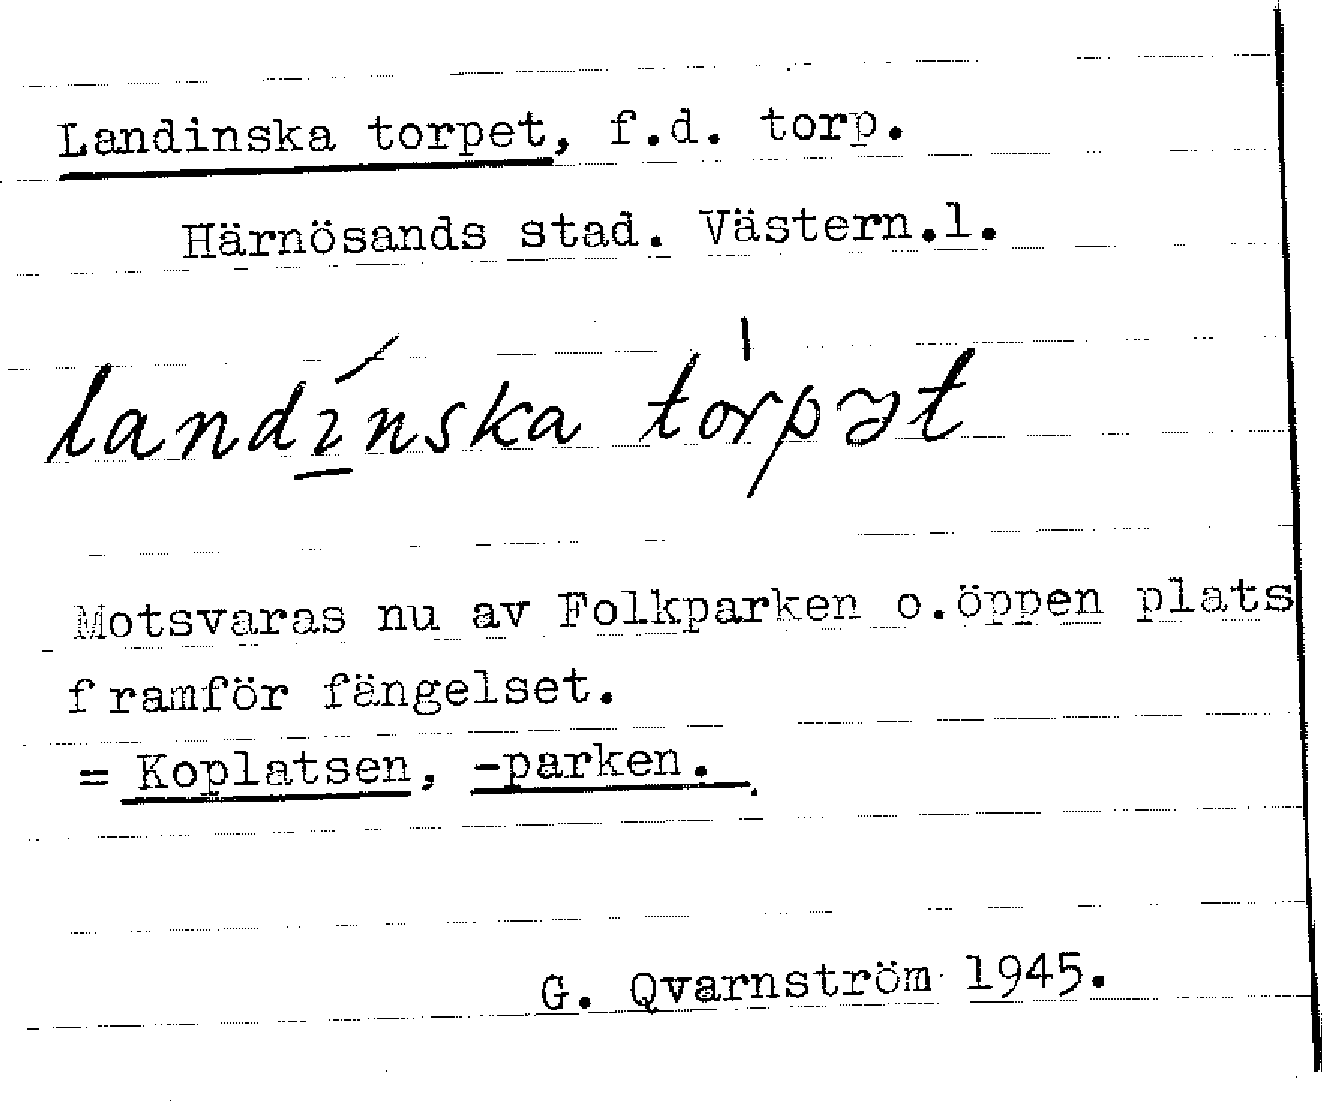 Landinska torpet, f.d. torp.
Härnösands stad. Västern.l.
landínska tòrpət
Motsvaras nu av Folkparken o.öppen plats
framför fängelset.
= Koplatsen, -parken.
G. Qvarnström 1945.